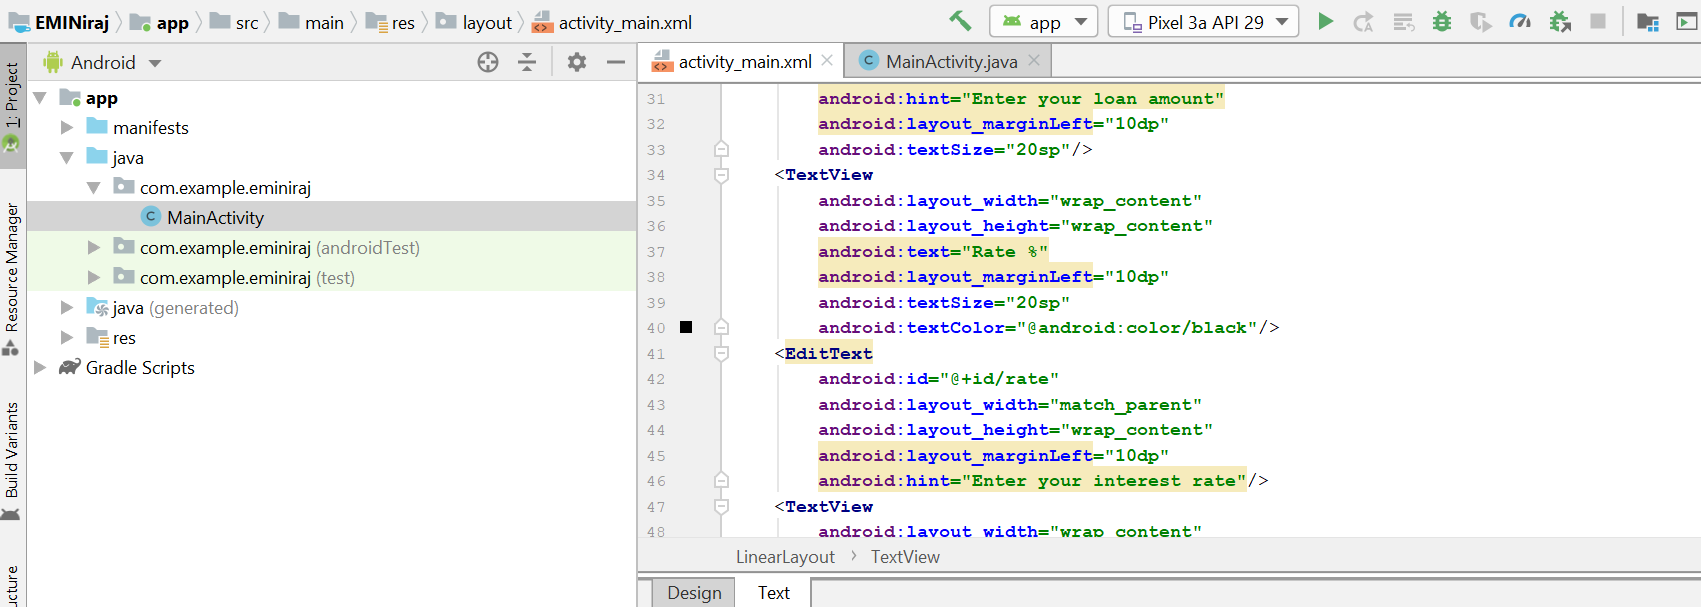 EMINiraj app src main res layout activity_main.xml app Pixel 3a API 29
1: Project
Resource Manager
Build Variants
Android
app
manifests
java
com.example.eminiraj
MainActivity
com.example.eminiraj (androidTest)
com.example.eminiraj (test)
java (generated)
res
Gradle Scripts
activity_main.xml MainActivity.java
31 android:hint="Enter your loan amount"
32 android:layout_marginLeft="10dp"
33 android:textSize="20sp"/>
34 <TextView
35 android:layout_width="wrap_content"
36 android:layout_height="wrap_content"
37 android:text="Rate %"
38 android:layout_marginLeft="10dp"
39 android:textSize="20sp"
40 android:textColor="@android:color/black"/>
41 <EditText
42 android:id="@+id/rate"
43 android:layout_width="match_parent"
44 android:layout_height="wrap_content"
45 android:layout_marginLeft="10dp"
46 android:hint="Enter your interest rate"/>
47 <TextView
48 android:layout_width="wrap_content"
LinearLayout TextView
Design Text